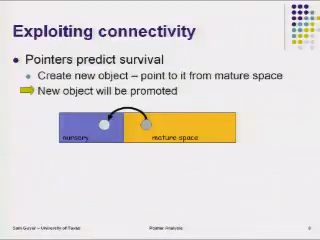 Exploiting connectivity
Pointers predict survival
Create new object – point to it from mature space
New object will be promoted
nursery
mature space
Sam Guyer – University of Texas
Pointer Analysis